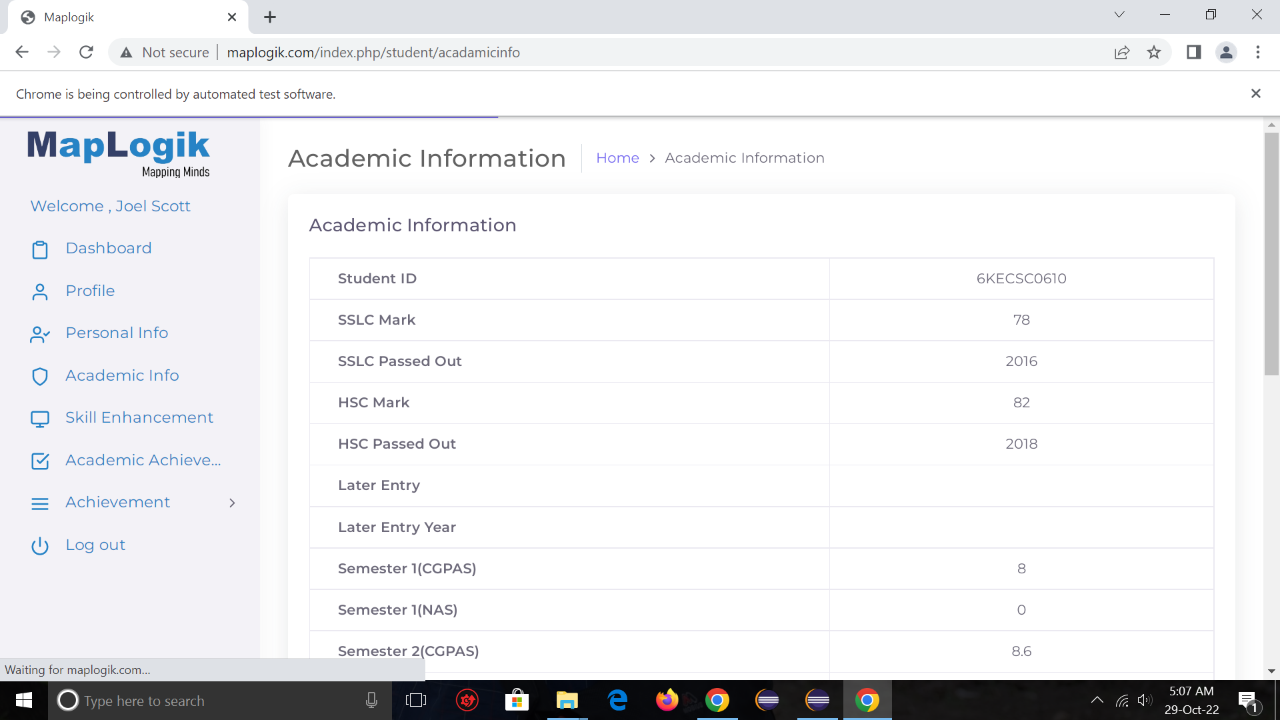 Maplogik
Not secure
maplogik.com/index.php/student/acadamicinfo
Chrome is being controlled by automated test software.
MapLogik
Mapping Minds
Welcome , Joel Scott
Dashboard
Profile
Personal Info
Academic Info
Skill Enhancement
Academic Achieve...
Achievement
Log out
Academic Information
Home > Academic Information
Academic Information
Student ID 6KECSC0610
SSLC Mark 78
SSLC Passed Out 2016
HSC Mark 82
HSC Passed Out 2018
Later Entry
Later Entry Year
Semester 1(CGPAS) 8
Semester 1(NAS) 0
Semester 2(CGPAS) 8.6
Waiting for maplogik.com...
Type here to search
5:07 AM
29-Oct-22
1